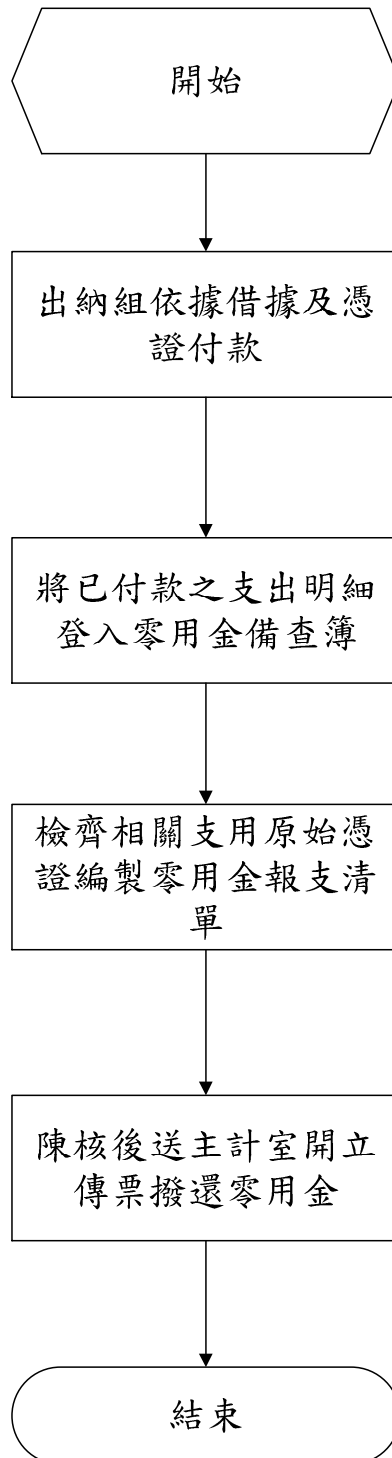 開始
出納組依據借據及憑
證付款
將已付款之支出明細
登入零用金備查簿
檢齊相關支用原始憑
證編製零用金報支清
單
陳核後送主計室開立
傳票撥還零用金
結束